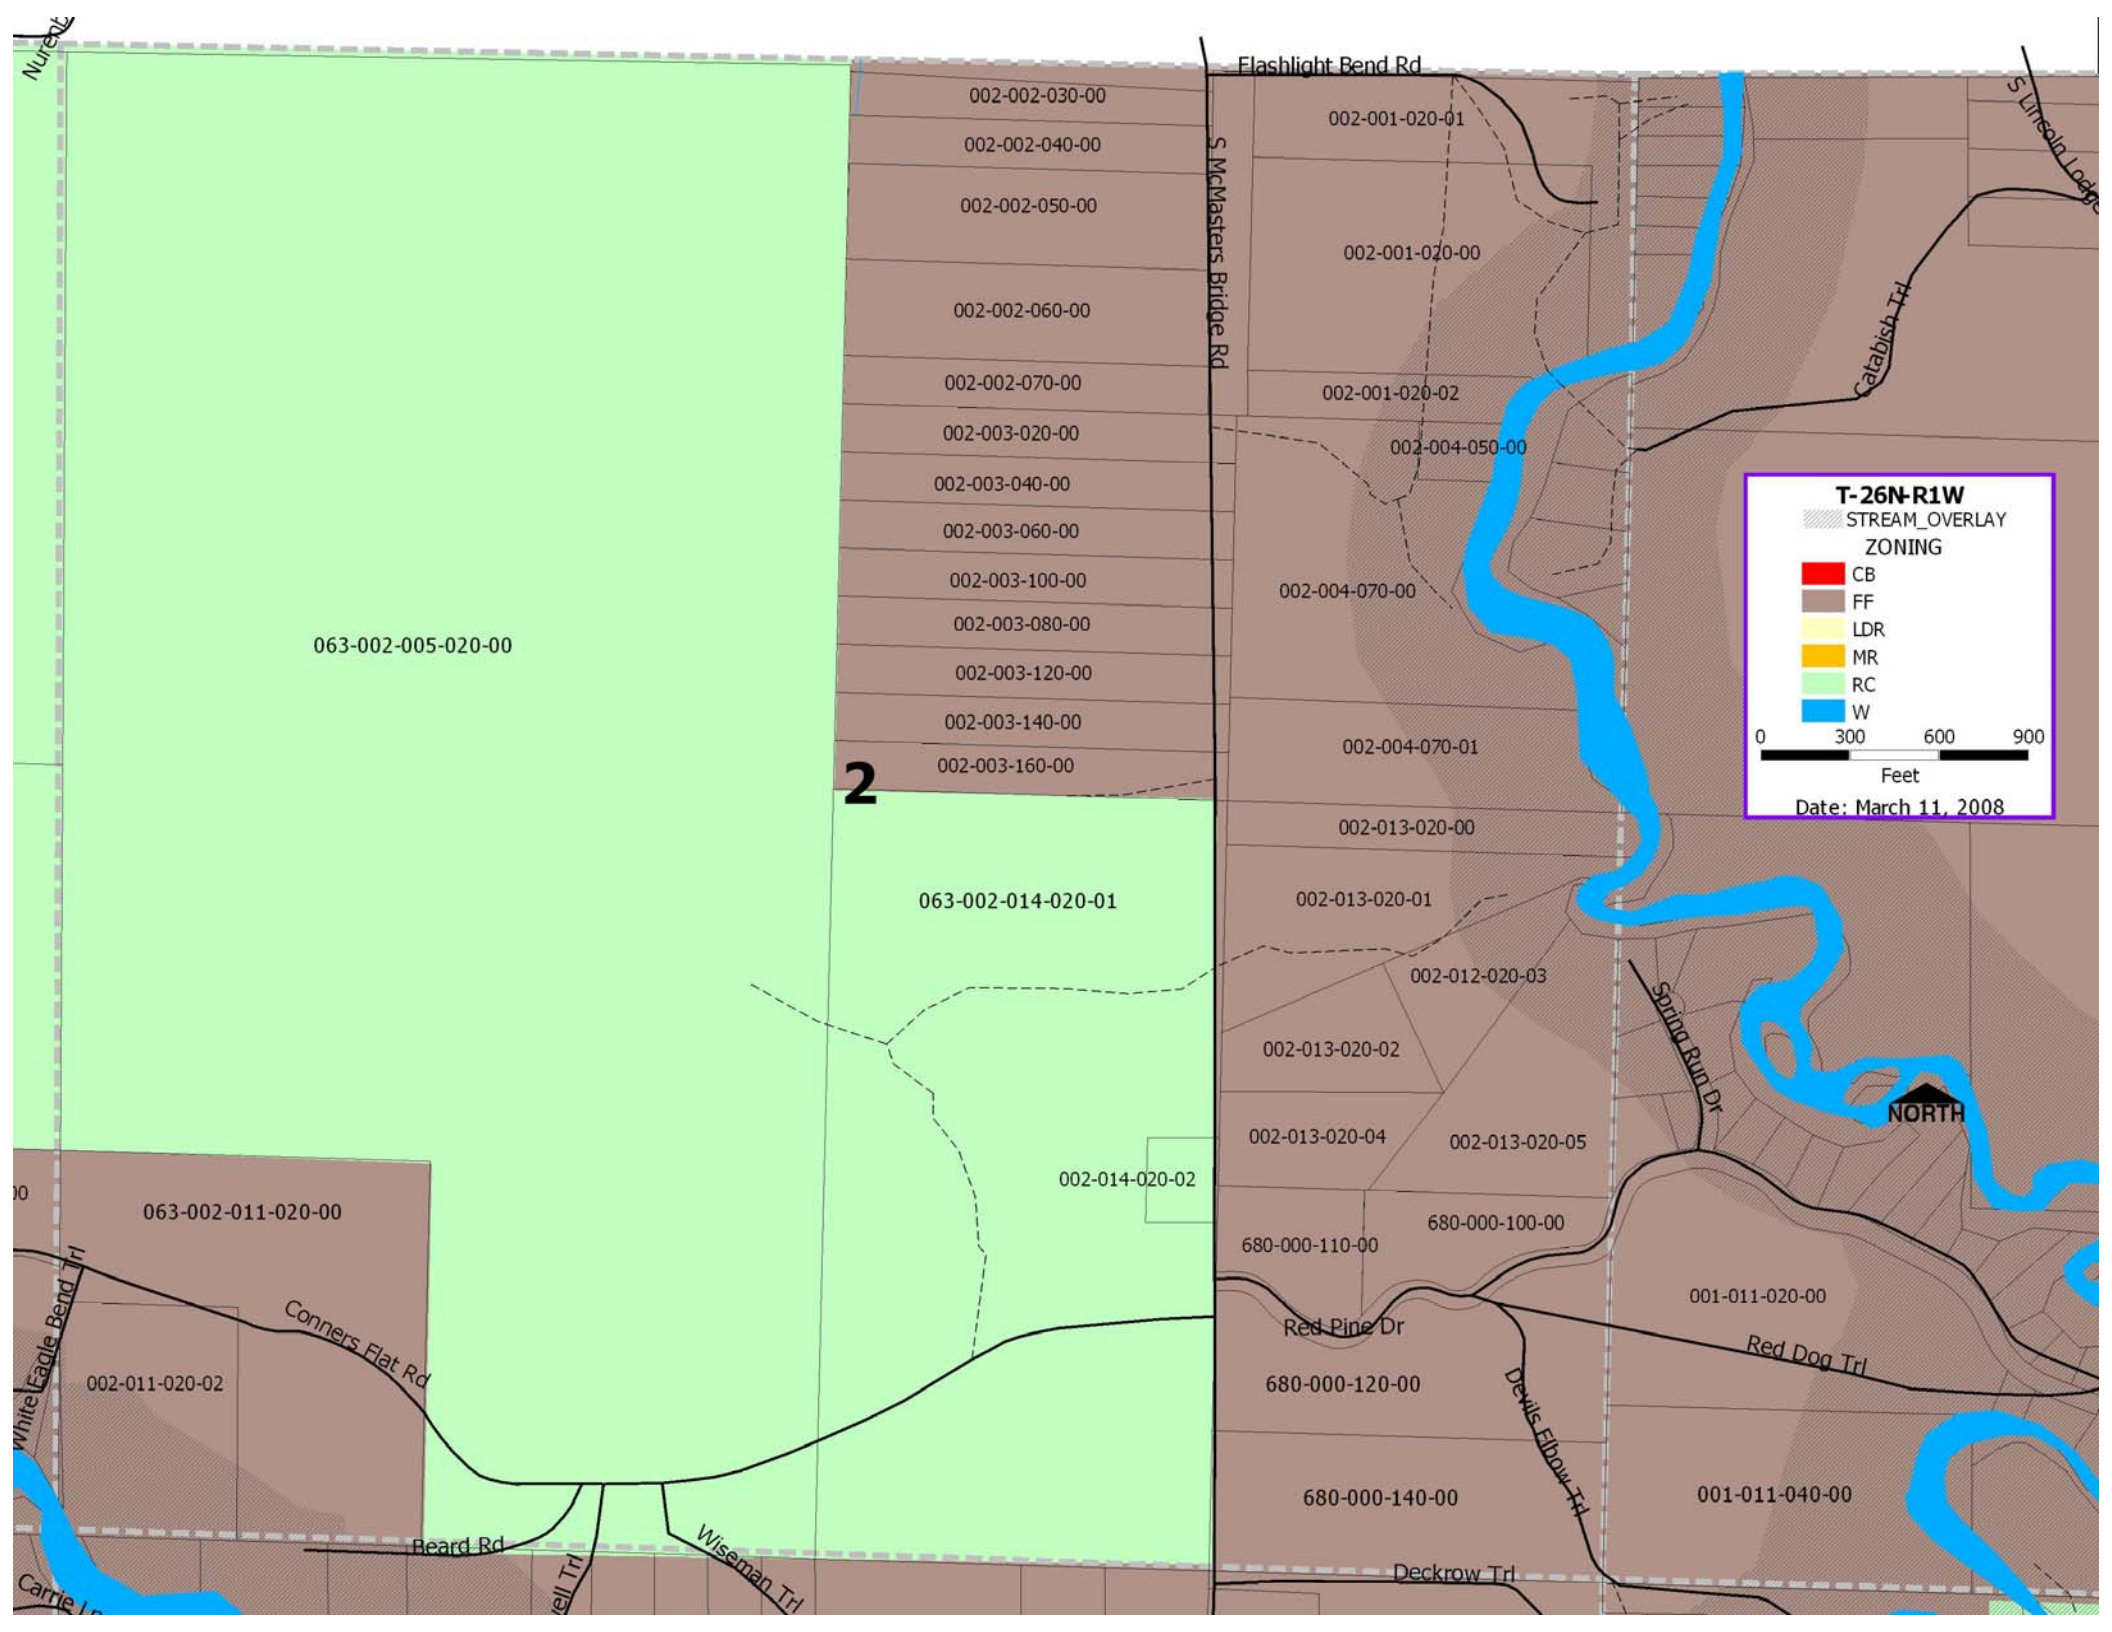 Flashlight Bend Rd
002-002-030-00
002-001-020-01
002-002-040-00
S McMasters Bridge Rd
S Lincoln Lodge
002-002-050-00
002-001-020-00
002-002-060-00
Catabish Trl
002-002-070-00
002-001-020-02
002-003-020-00
002-004-050-00
002-003-040-00
002-003-060-00
002-003-100-00
002-004-070-00
002-003-080-00
063-002-005-020-00
002-003-120-00
002-003-140-00
002-004-070-01
002-003-160-00
2
T-26N-R1W
STREAM_OVERLAY
ZONING
CB
FF
LDR
MR
RC
W
0 300 600 900
Feet
Date: March 11, 2008
002-013-020-00
063-002-014-020-01
002-013-020-01
002-012-020-03
Spring Run Dr
002-013-020-02
NORTH
002-013-020-04
002-013-020-05
002-014-020-02
063-002-011-020-00
680-000-100-00
680-000-110-00
001-011-020-00
White Eagle Bend Trl
Conners Flat Rd
Red Pine Dr
Red Dog Trl
002-011-020-02
680-000-120-00
Devils Elbow Trl
680-000-140-00
001-011-040-00
Beard Rd
Wiseman Trl
Deckrow Trl
Carrie Ln